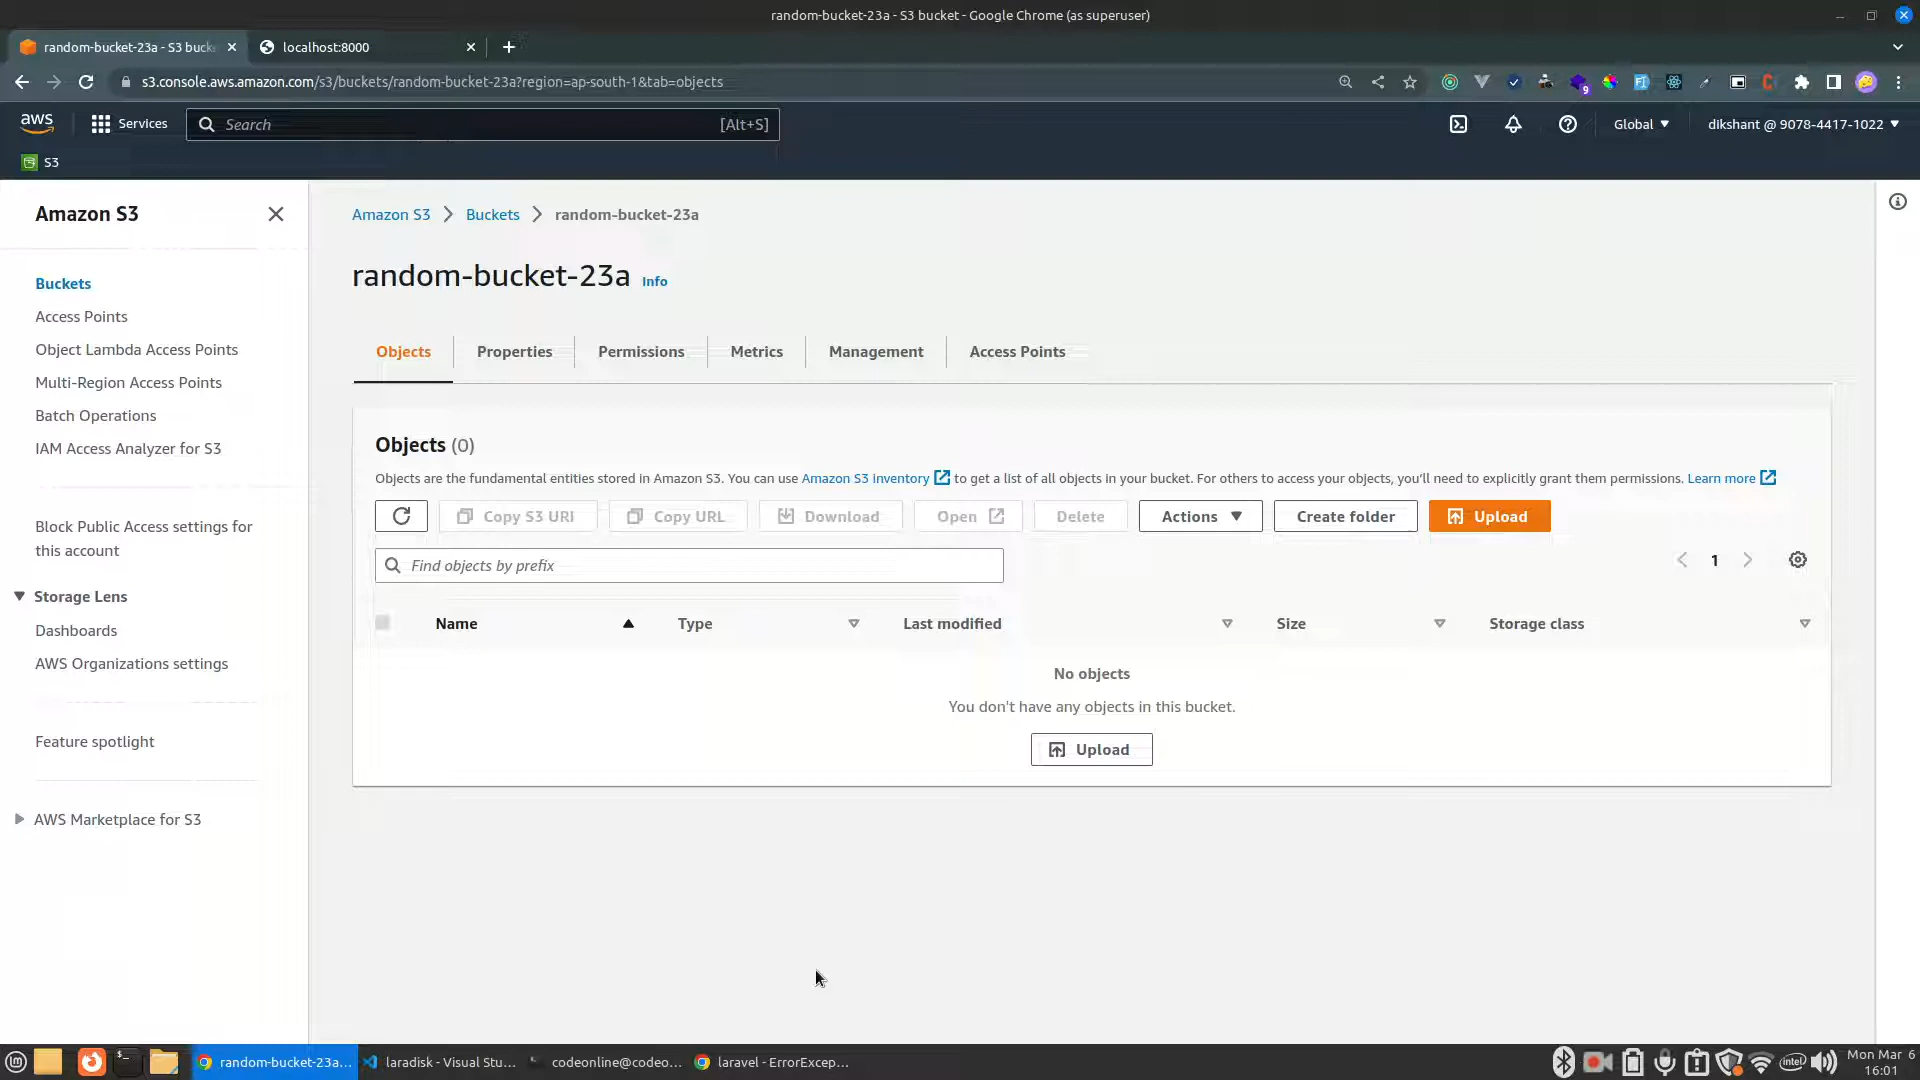 random-bucket-23a - S3 bucket - Google Chrome (as superuser)
random-bucket-23a - S3 buck
localhost:8000
s3.console.aws.amazon.com/s3/buckets/random-bucket-23a?region=ap-south-1&tab=objects
9
aws
Services
Search
[Alt+S]
Global
dikshant @ 9078-4417-1022
S3
Amazon S3
Buckets
Access Points
Object Lambda Access Points
Multi-Region Access Points
Batch Operations
IAM Access Analyzer for S3
Block Public Access settings for
this account
Storage Lens
Dashboards
AWS Organizations settings
Feature spotlight
AWS Marketplace for S3
Amazon S3 > Buckets > random-bucket-23a
random-bucket-23a Info
Objects
Properties
Permissions
Metrics
Management
Access Points
Objects (0)
Objects are the fundamental entities stored in Amazon S3. You can use Amazon S3 inventory to get a list of all objects in your bucket. For others to access your objects, you'll need to explicitly grant them permissions. Learn more
Copy S3 URI
Copy URL
Download
Open
Delete
Actions
Create folder
Upload
Find objects by prefix
1
Name
Type
Last modified
Size
Storage class
No objects
You don't have any objects in this bucket.
Upload
random-bucket-23a...
laradisk - Visual Stu...
codeonline@codeo...
laravel - ErrorExcep...
intel
Mon Mar 6
16:01